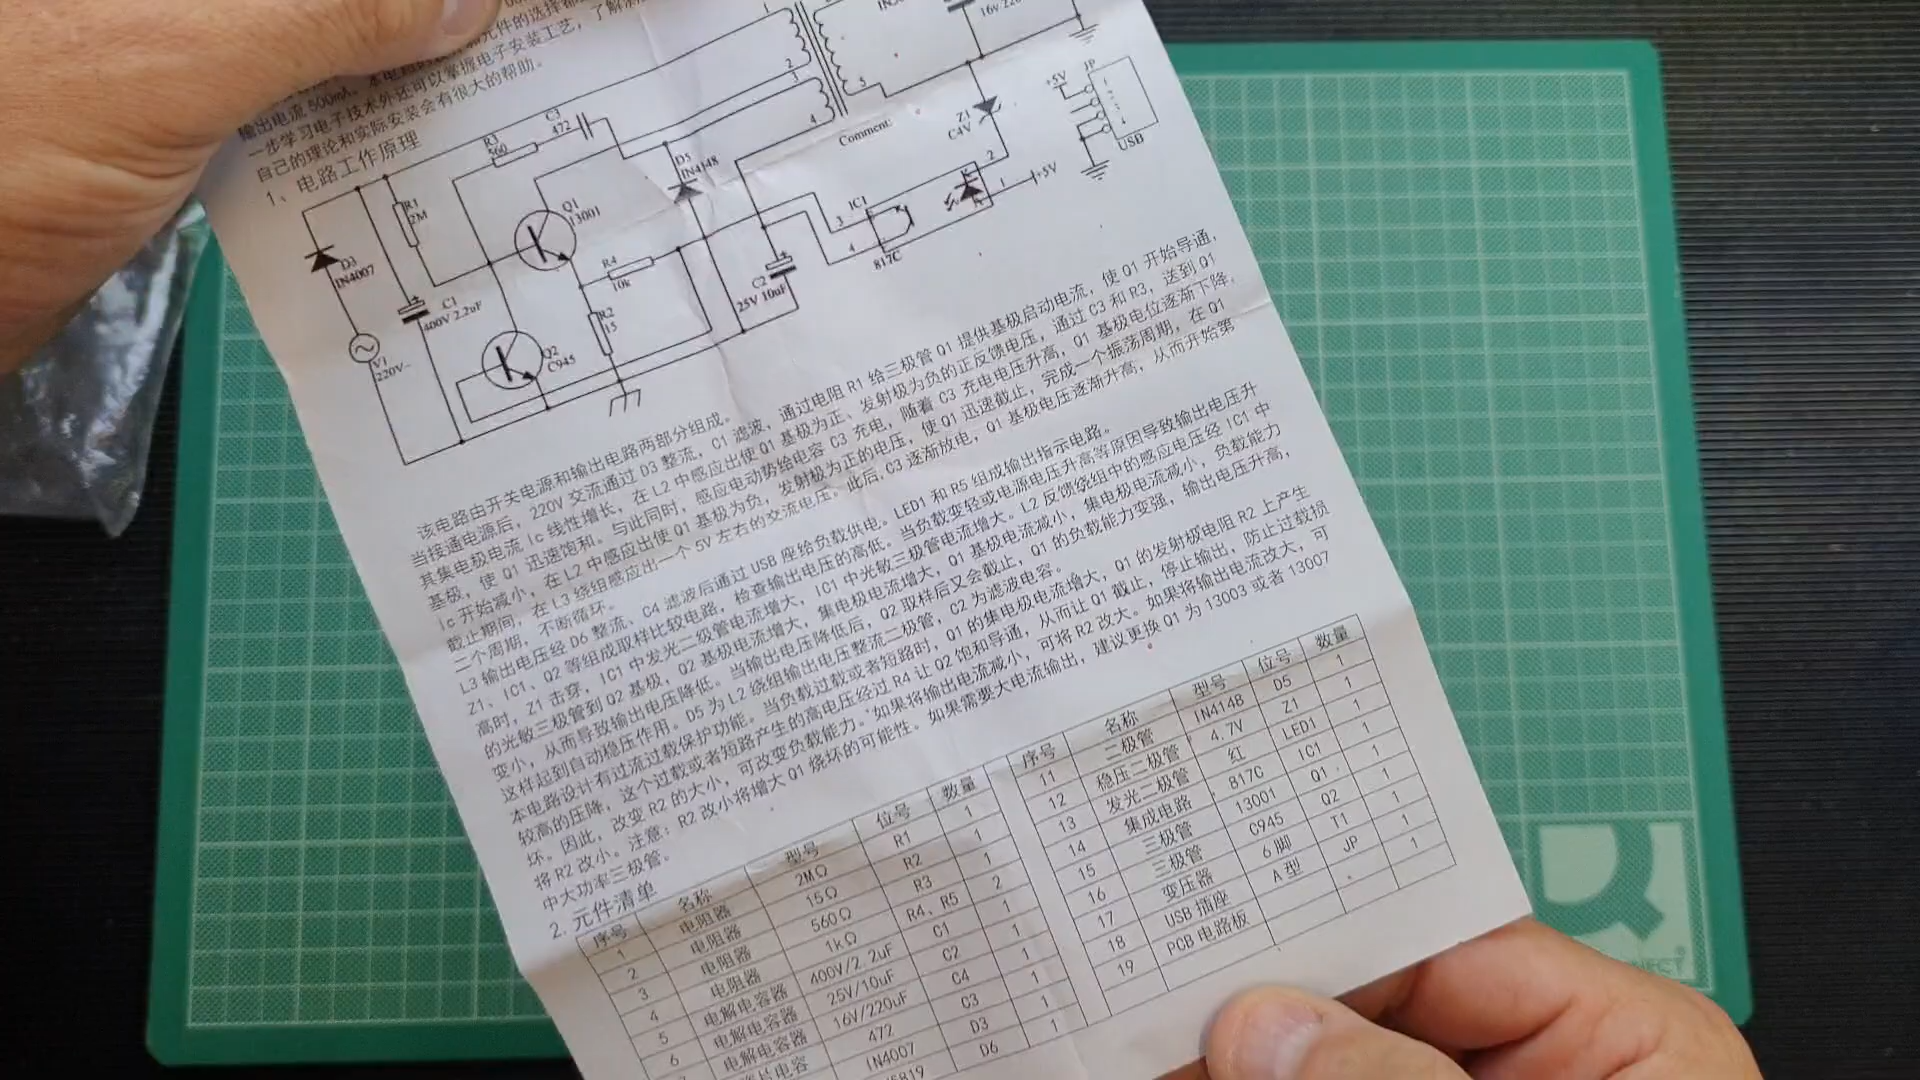 元件的选择都
输出电流 500mA。本电路
一步学习电子技术外还可以掌握电子安装工艺，了解
自己的理论和实际安装会有很大的帮助。
1、电路工作原理
1
2
3
4
5
16v
Comment:
R3
560
C3
472
D5
IN4148
R1
2M
Q1
13001
D3
IN4007
C1
400V 2.2uF
R4
10k
R2
15
C2
25V 10uF
Q2
C945
V1
220V~
IC1
3
4
817C
Z1
C4V
2
1
+5V
+5V
JP
USB
该电路由开关电源和输出电路两部分组成。
当接通电源后，220V 交流通过 D3 整流，C1 滤波，通过电阻 R1 给三极管 Q1 提供基极启动电流，使 Q1 开始导通，
其集电极电流 Ic 线性增长，在 L2 中感应出使 Q1 基极为正、发射极为负的正反馈电压，通过 C3 和 R3，送到 Q1
基极，使 Q1 迅速饱和。与此同时，感应电动势给电容 C3 充电，随着 C3 充电电压升高，Q1 基极电位逐渐下降，
Ic 开始减小，在 L2 中感应出使 Q1 基极为负，发射极为正的电压，使 Q1 迅速截止，完成一个振荡周期，在 Q1
截止期间，在 L3 绕组感应出一个 5V 左右的交流电压。此后，C3 逐渐放电，Q1 基极电压逐渐升高，从而开始第
二个周期，不断循环。
L3 输出电压经 D6 整流、C4 滤波后通过 USB 座给负载供电。LED1 和 R5 组成输出指示电路。
Z1、IC1、Q2 等组成取样比较电路，检查输出电压的高低。当负载变轻或电源电压升高等原因导致输出电压升
高时，Z1 击穿，IC1 中发光二级管电流增大，IC1 中光敏三极管电流增大。L2 反馈绕组中的感应电压经 IC1 中
的光敏三极管到 Q2 基极，Q2 基极电流增大，集电极电流增大，Q1 基极电流减小，集电极电流减小，负载能力
变小，从而导致输出电压降低。当输出电压降低后，Q2 取样后又会截止，Q1 的负载能力变强，输出电压升高，
这样起到自动稳压作用。D5 为 L2 绕组输出电压整流二极管，C2 为滤波电容。
本电路设计有过流过载保护功能。当负载过载或者短路时，Q1 的集电极电流增大，Q1 的发射极电阻 R2 上产生
较高的压降，这个过载或者短路产生的高电压经过 R4 让 Q2 饱和导通，从而让 Q1 截止，停止输出，防止过载损
坏。因此，改变 R2 的大小，可改变负载能力。如果将输出电流减小，可将 R2 改大。如果将输出电流改大，可
将 R2 改小。注意：R2 改小将增大 Q1 烧坏的可能性。如果需要大电流输出，建议更换 Q1 为 13003 或者 13007
中大功率三极管。
2. 元件清单
序号 名称 型号 位号 数量
1 电阻器 2MΩ R1 1
2 电阻器 15Ω R2 1
3 电阻器 560Ω R3 1
4 电阻器 1kΩ R4、R5 2
5 电解电容器 400V/2.2uF C1 1
6 电解电容器 25V/10uF C2 1
电解电容器 16V/220uF C4 1
瓷片电容 472 C3 1
IN4007 D3 1
5819 D6 1
序号 名称 型号 位号 数量
11 二极管 IN4148 D5 1
12 稳压二极管 4.7V Z1 1
13 发光二极管 红 LED1 1
14 集成电路 817C IC1 1
15 三极管 13001 Q1 1
16 三极管 C945 Q2 1
17 变压器 6脚 T1 1
18 USB 插座 A 型 JP 1
19 PCB 电路板 1